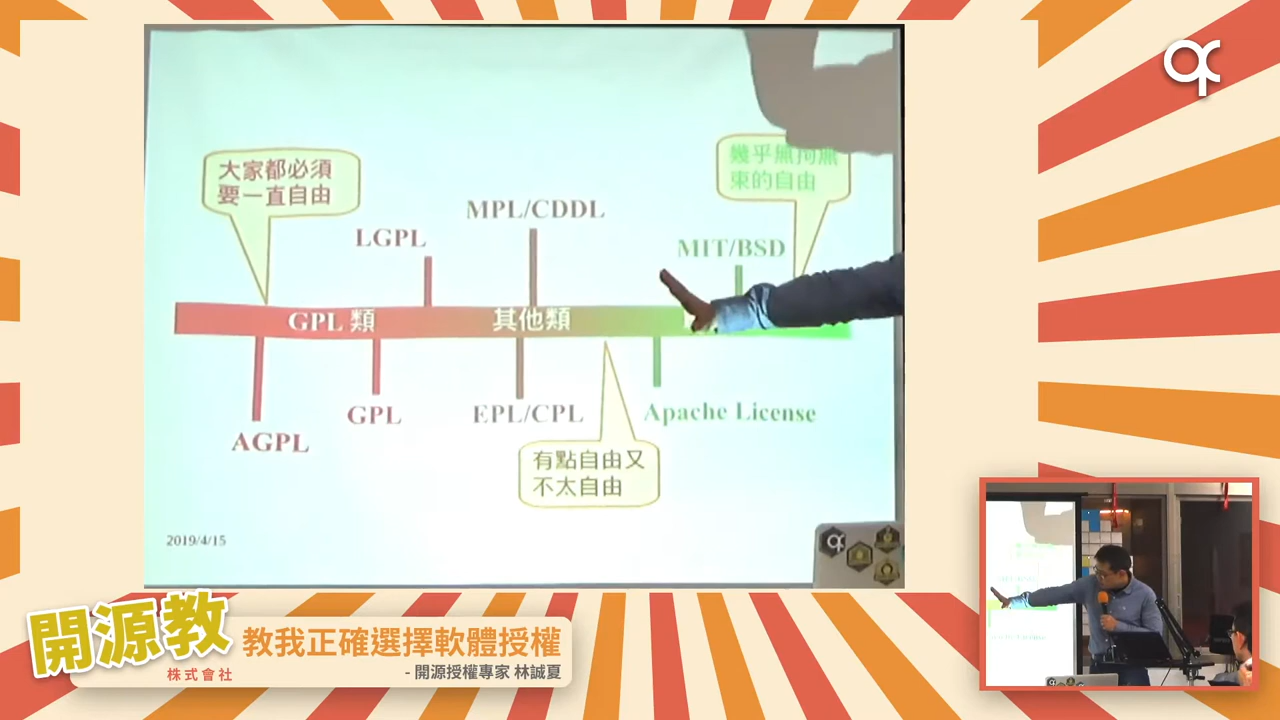 大家都必須
要一直自由
幾乎無拘無
束的自由
MPL/CDDL
LGPL
MIT/BSD
GPL 類
其他類
AGPL
GPL
EPL/CPL
Apache License
有點自由又
不太自由
2019/4/15
開源教
株式會社
教我正確選擇軟體授權
- 開源授權專家 林誠夏